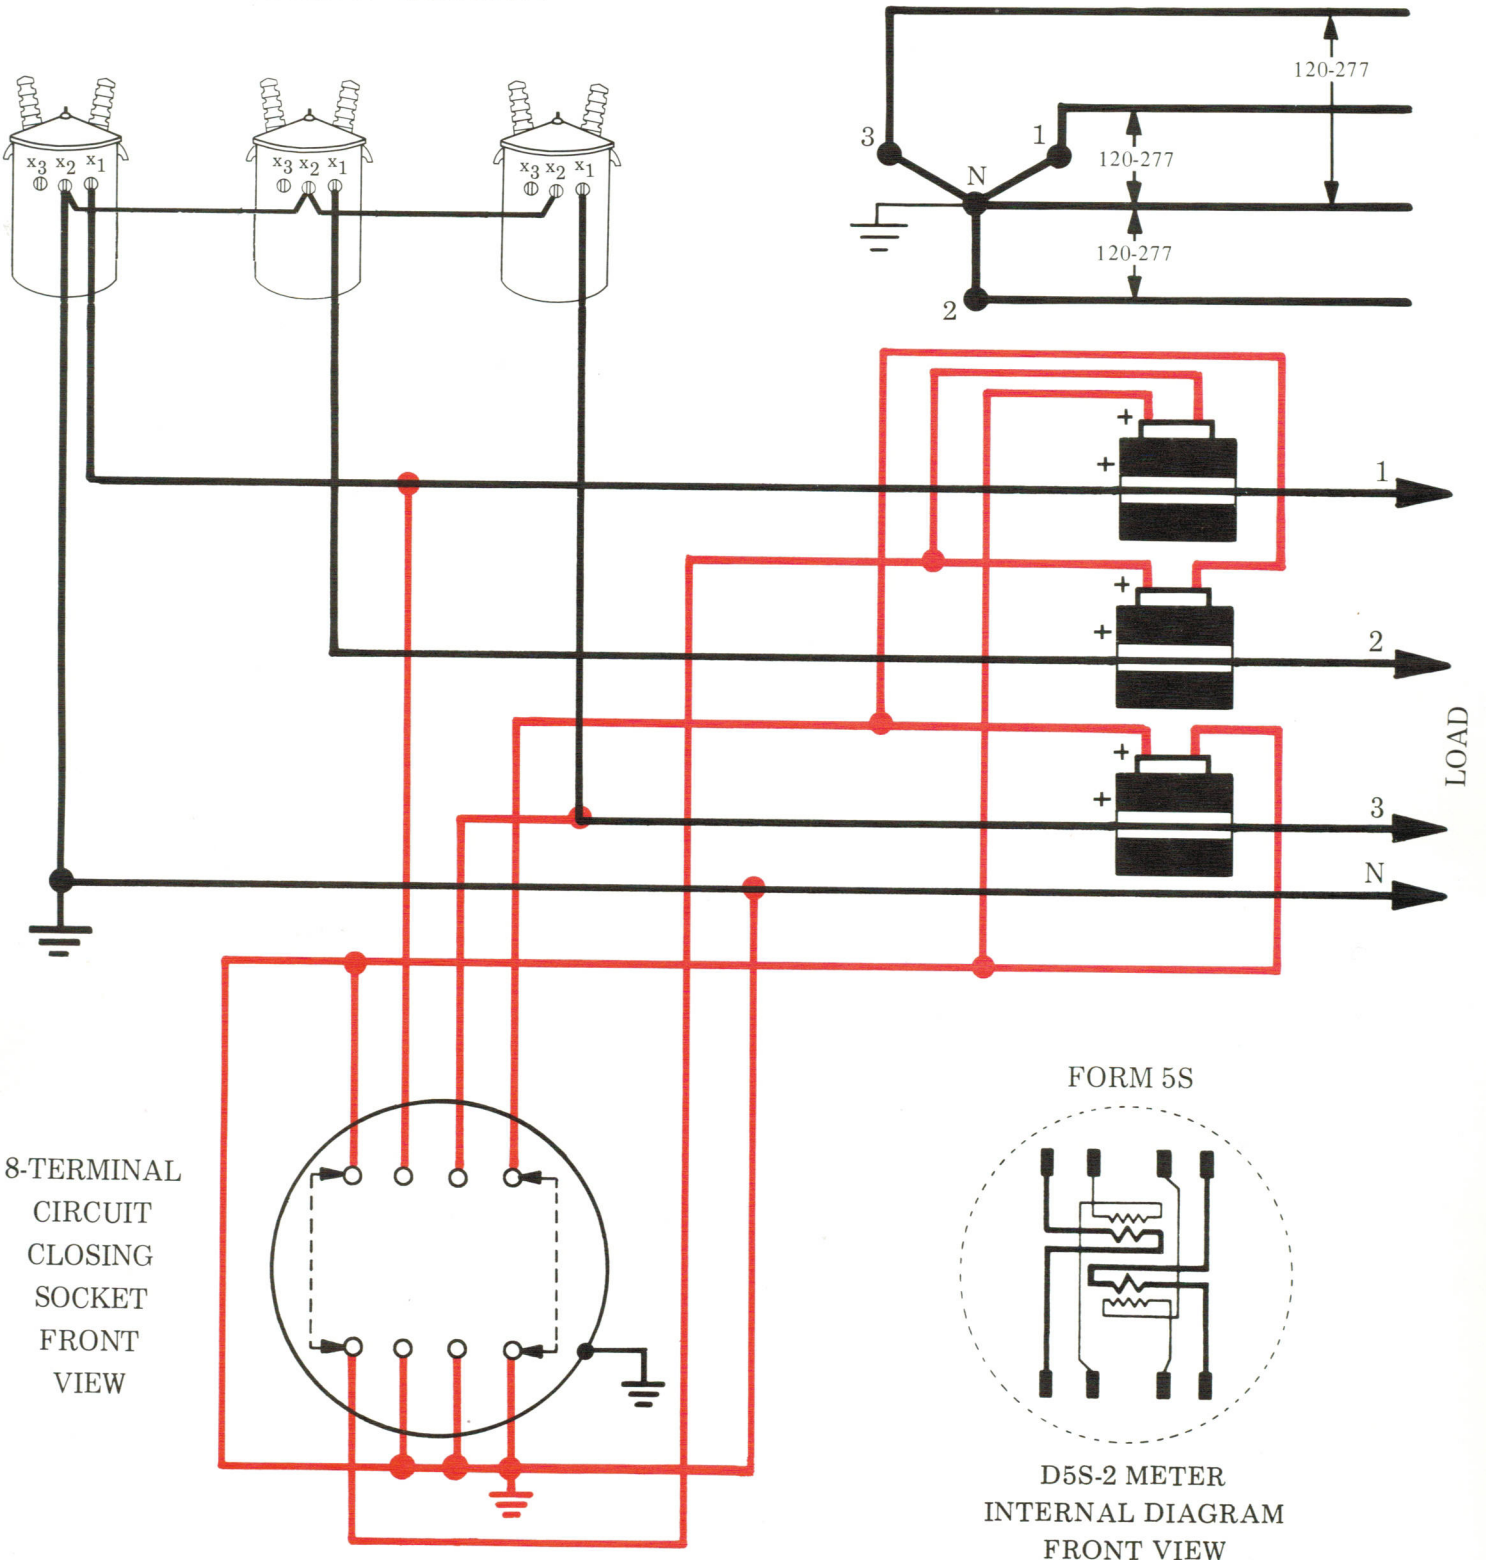 x3 x2 x1
x3 x2 x1
x3 x2 x1
120-277
3
1
120-277
N
120-277
2
+
+
1
+
+
2
+
+
3
LOAD
N
FORM 5S
8-TERMINAL
CIRCUIT
CLOSING
SOCKET
FRONT
VIEW
D5S-2 METER
INTERNAL DIAGRAM
FRONT VIEW